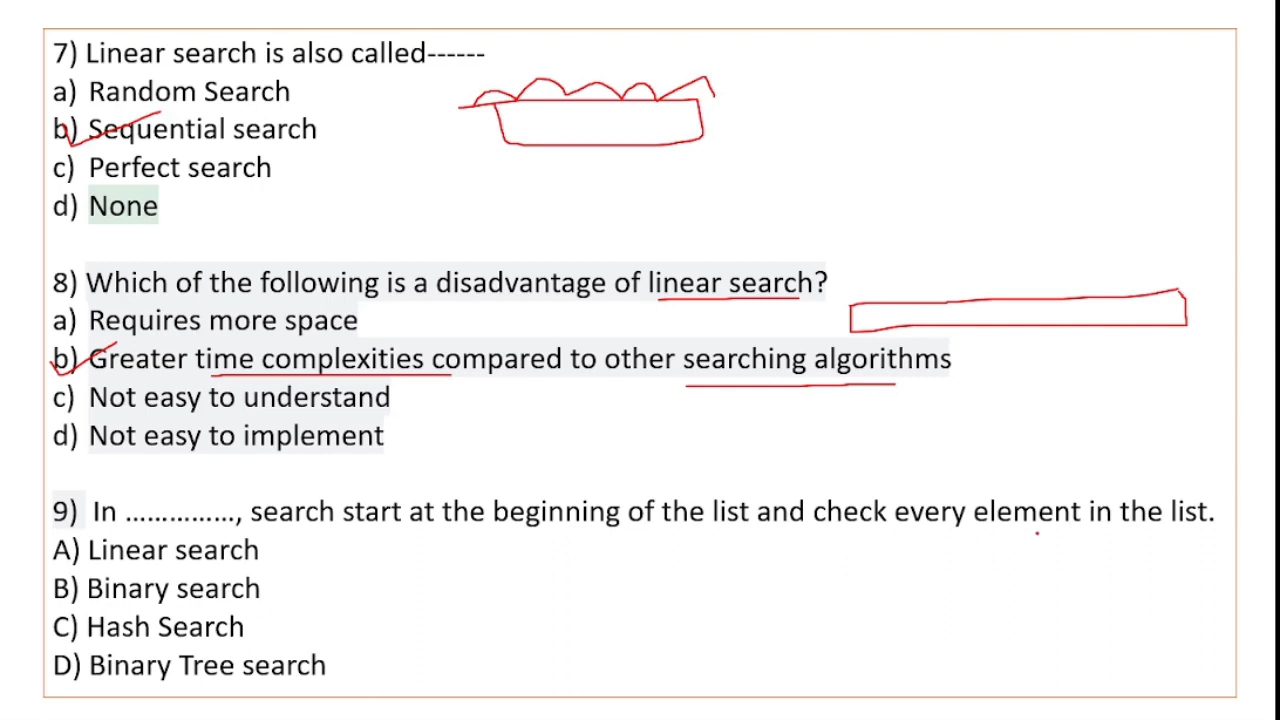 7) Linear search is also called------
a) Random Search
b) Sequential search
c) Perfect search
d) None
8) Which of the following is a disadvantage of linear search?
a) Requires more space
b) Greater time complexities compared to other searching algorithms
c) Not easy to understand
d) Not easy to implement
9) In ……………, search start at the beginning of the list and check every element in the list.
A) Linear search
B) Binary search
C) Hash Search
D) Binary Tree search